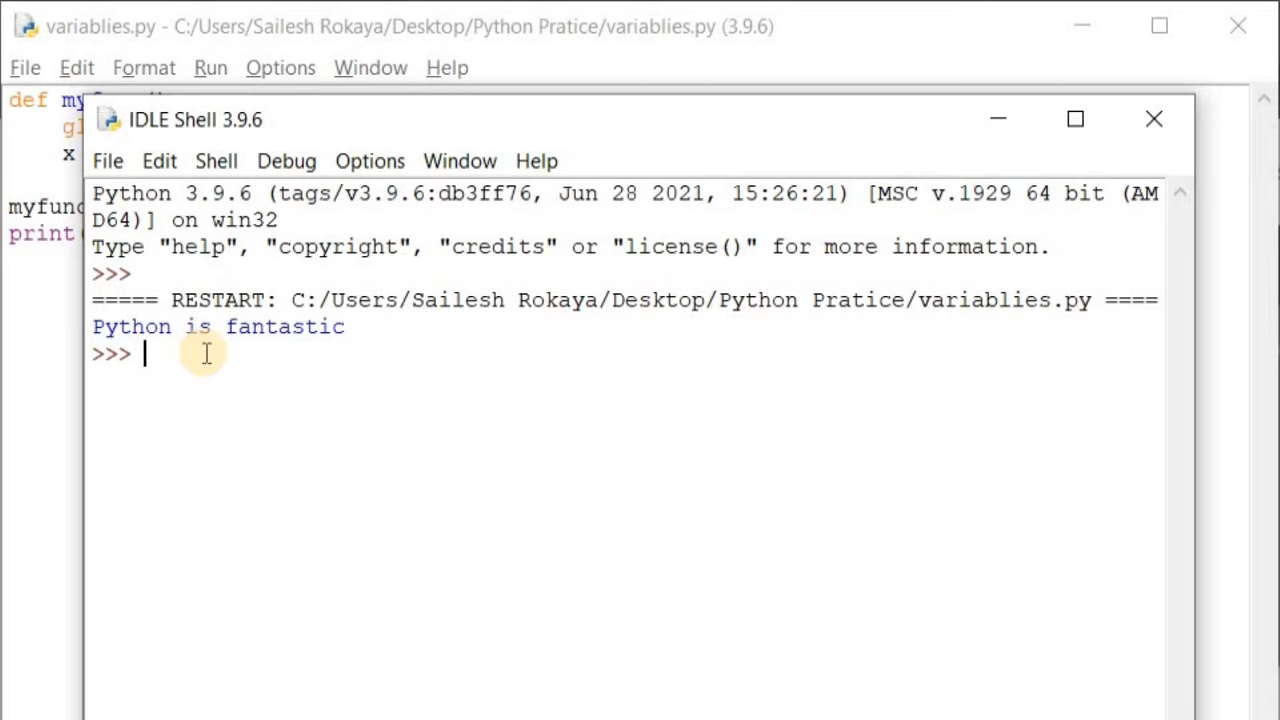 variablies.py - C:/Users/Sailesh Rokaya/Desktop/Python Pratice/variablies.py (3.9.6)
File Edit Format Run Options Window Help
def
x
myfunc
print
IDLE Shell 3.9.6
File Edit Shell Debug Options Window Help
Python 3.9.6 (tags/v3.9.6:db3ff76, Jun 28 2021, 15:26:21) [MSC v.1929 64 bit (AM
D64)] on win32
Type "help", "copyright", "credits" or "license()" for more information.
>>>
===== RESTART: C:/Users/Sailesh Rokaya/Desktop/Python Pratice/variablies.py ====
Python is fantastic
>>>